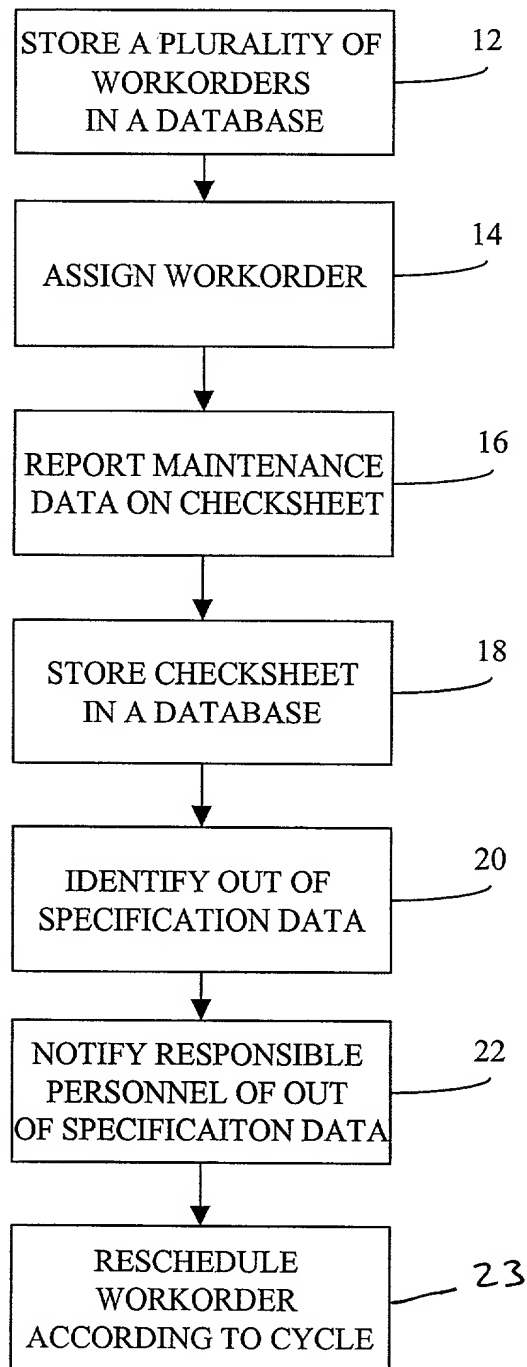 STORE A PLURALITY OF
WORKORDERS
IN A DATABASE
12
ASSIGN WORKORDER
14
REPORT MAINTENANCE
DATA ON CHECKSHEET
16
STORE CHECKSHEET
IN A DATABASE
18
IDENTIFY OUT OF
SPECIFICATION DATA
20
NOTIFY RESPONSIBLE
PERSONNEL OF OUT
OF SPECIFICAITON DATA
22
RESCHEDULE
WORKORDER
ACCORDING TO CYCLE
23